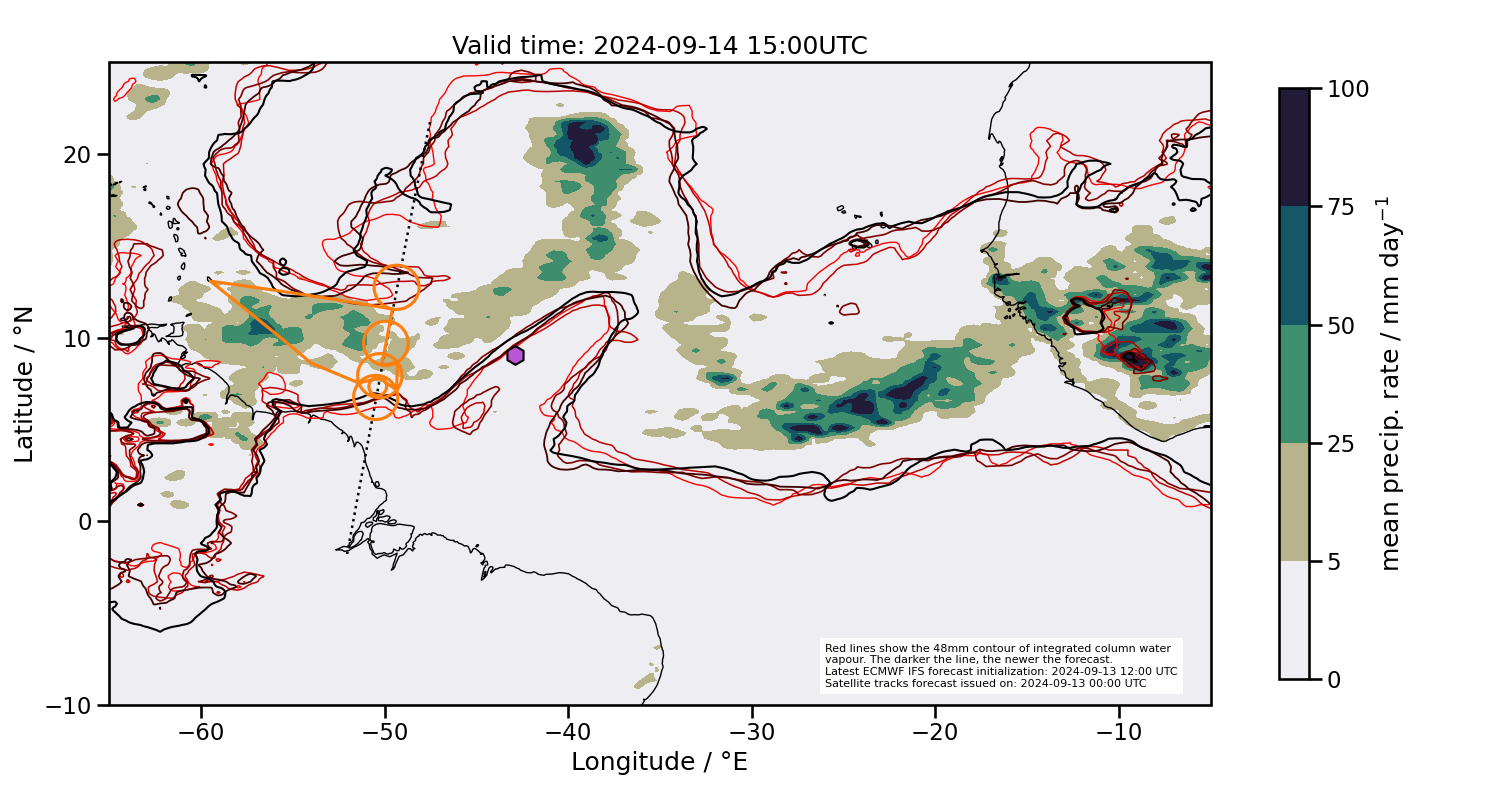 Valid time: 2024-09-14 15:00UTC
Latitude / °N
20
10
0
−10
−60
−50
−40
−30
−20
−10
Longitude / °E
Red lines show the 48mm contour of integrated column water
vapour. The darker the line, the newer the forecast.
Latest ECMWF IFS forecast initialization: 2024-09-13 12:00 UTC
Satellite tracks forecast issued on: 2024-09-13 00:00 UTC
100
75
50
25
5
0
mean precip. rate / mm day⁻¹